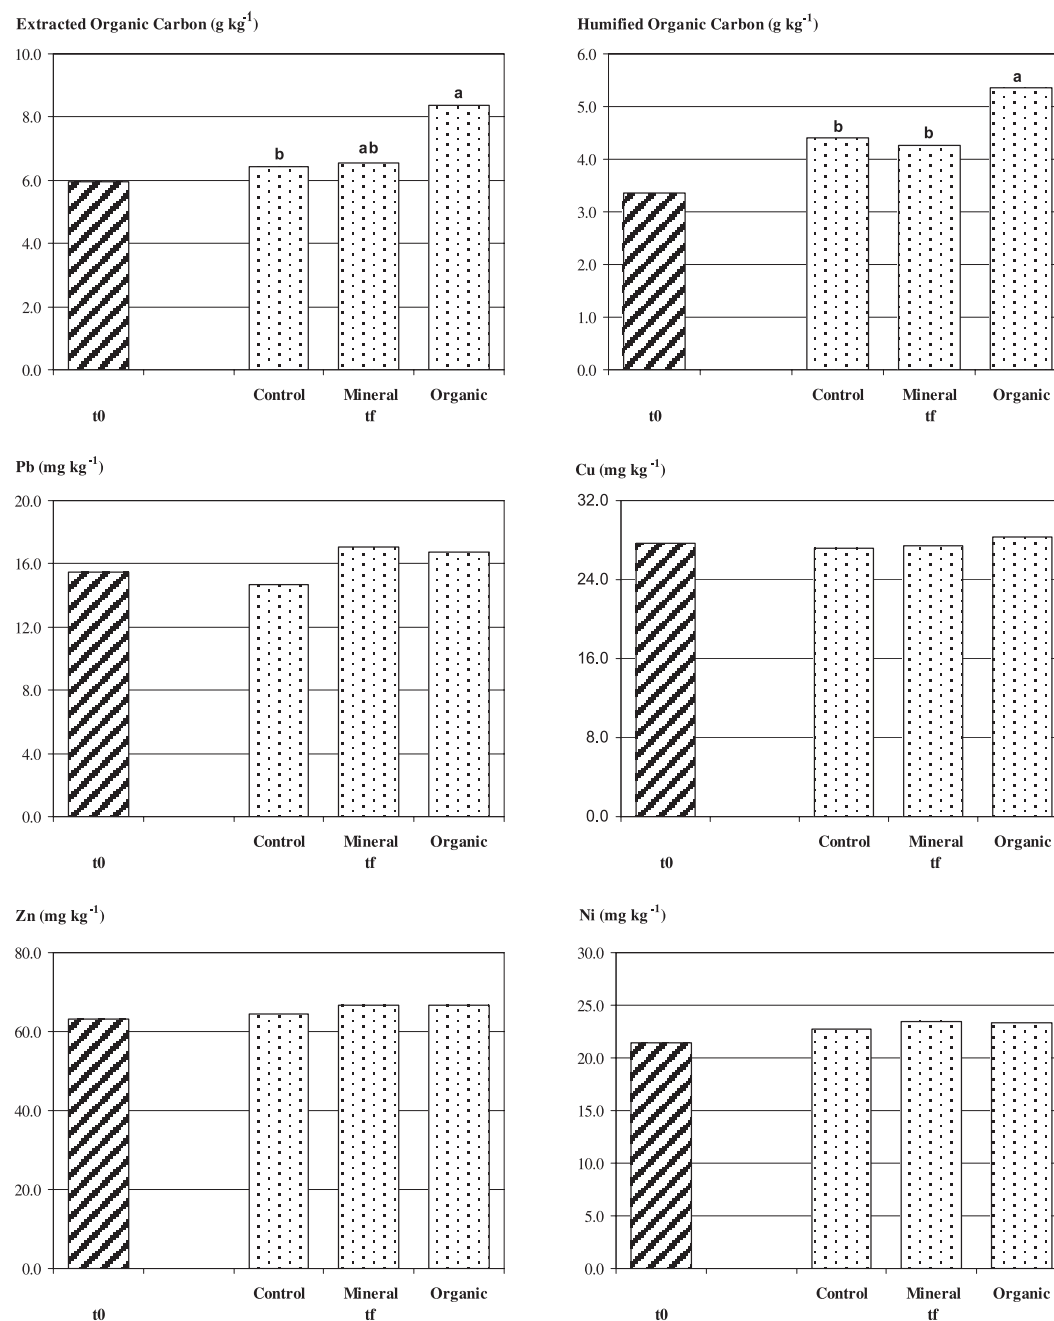 Extracted Organic Carbon (g kg-1)
10.0
8.0
6.0
4.0
2.0
0.0
a
ab
b
Control Mineral Organic
t0 tf
Humified Organic Carbon (g kg-1)
6.0
5.0
4.0
3.0
2.0
1.0
0.0
a
b b
Control Mineral Organic
t0 tf
Pb (mg kg-1)
20.0
16.0
12.0
8.0
4.0
0.0
Control Mineral Organic
t0 tf
Cu (mg kg-1)
32.0
24.0
16.0
8.0
0.0
Control Mineral Organic
t0 tf
Zn (mg kg-1)
80.0
60.0
40.0
20.0
0.0
Control Mineral Organic
t0 tf
Ni (mg kg-1)
30.0
25.0
20.0
15.0
10.0
5.0
0.0
Control Mineral Organic
t0 tf